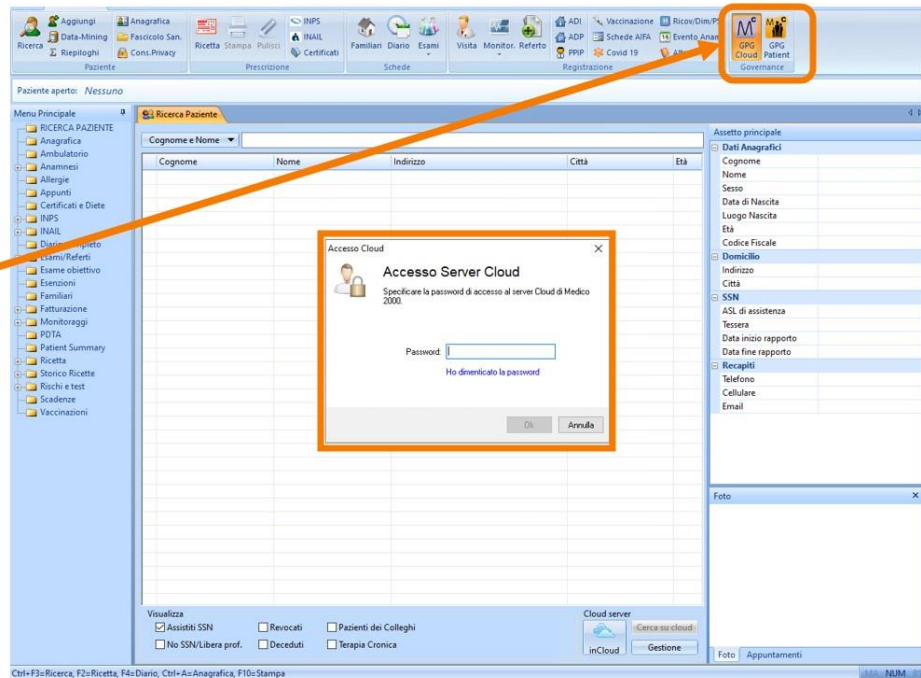 Aggiungi
Data-Mining
Riepiloghi
Ricerca
Anagrafica
Fascicolo San.
Cons.Privacy
Paziente
Ricetta Stampa Pulisci
INPS
INAIL
Certificati
Prescrizione
Familiari Diario Esami
Schede
Visita Monitor. Referto
ADI
ADP
PPIP
Vaccinazione
Schede AIFA
Covid 19
Ricov/Dim/PS
Evento Anam
Registrazione
GPG Cloud
GPG Patient
Governance
Paziente aperto: Nessuno
Menu Principale
RICERCA PAZIENTE
Anagrafica
Ambulatorio
Anamnesi
Allergie
Appunti
Certificati e Diete
INPS
INAIL
Esami/Referti
Esame obiettivo
Esenzioni
Familiari
Fatturazione
Monitoraggi
PDTA
Patient Summary
Ricetta
Storico Ricette
Rischi e test
Scadenze
Vaccinazioni
Ricerca Paziente
Cognome e Nome
Cognome Nome Indirizzo Città Età
Accesso Cloud
Accesso Server Cloud
Specificare la password di accesso al server Cloud di Medico
2000.
Password:
Ho dimenticato la password
Ok Annulla
Visualizza
Assistiti SSN Revocati Pazienti dei Colleghi
No SSN/Libera prof. Deceduti Terapia Cronica
Cloud server
inCloud
Cerca su cloud
Gestione
Assetto principale
Dati Anagrafici
Cognome
Nome
Sesso
Data di Nascita
Luogo Nascita
Età
Codice Fiscale
Domicilio
Indirizzo
Città
SSN
ASL di assistenza
Tessera
Data inizio rapporto
Data fine rapporto
Recapiti
Telefono
Cellulare
Email
Foto
Foto Appuntamenti
Ctrl+F3=Ricerca, F2=Ricetta, F4=Diario, Ctrl+A=Anagrafica, F10=Stampa
MA NUM